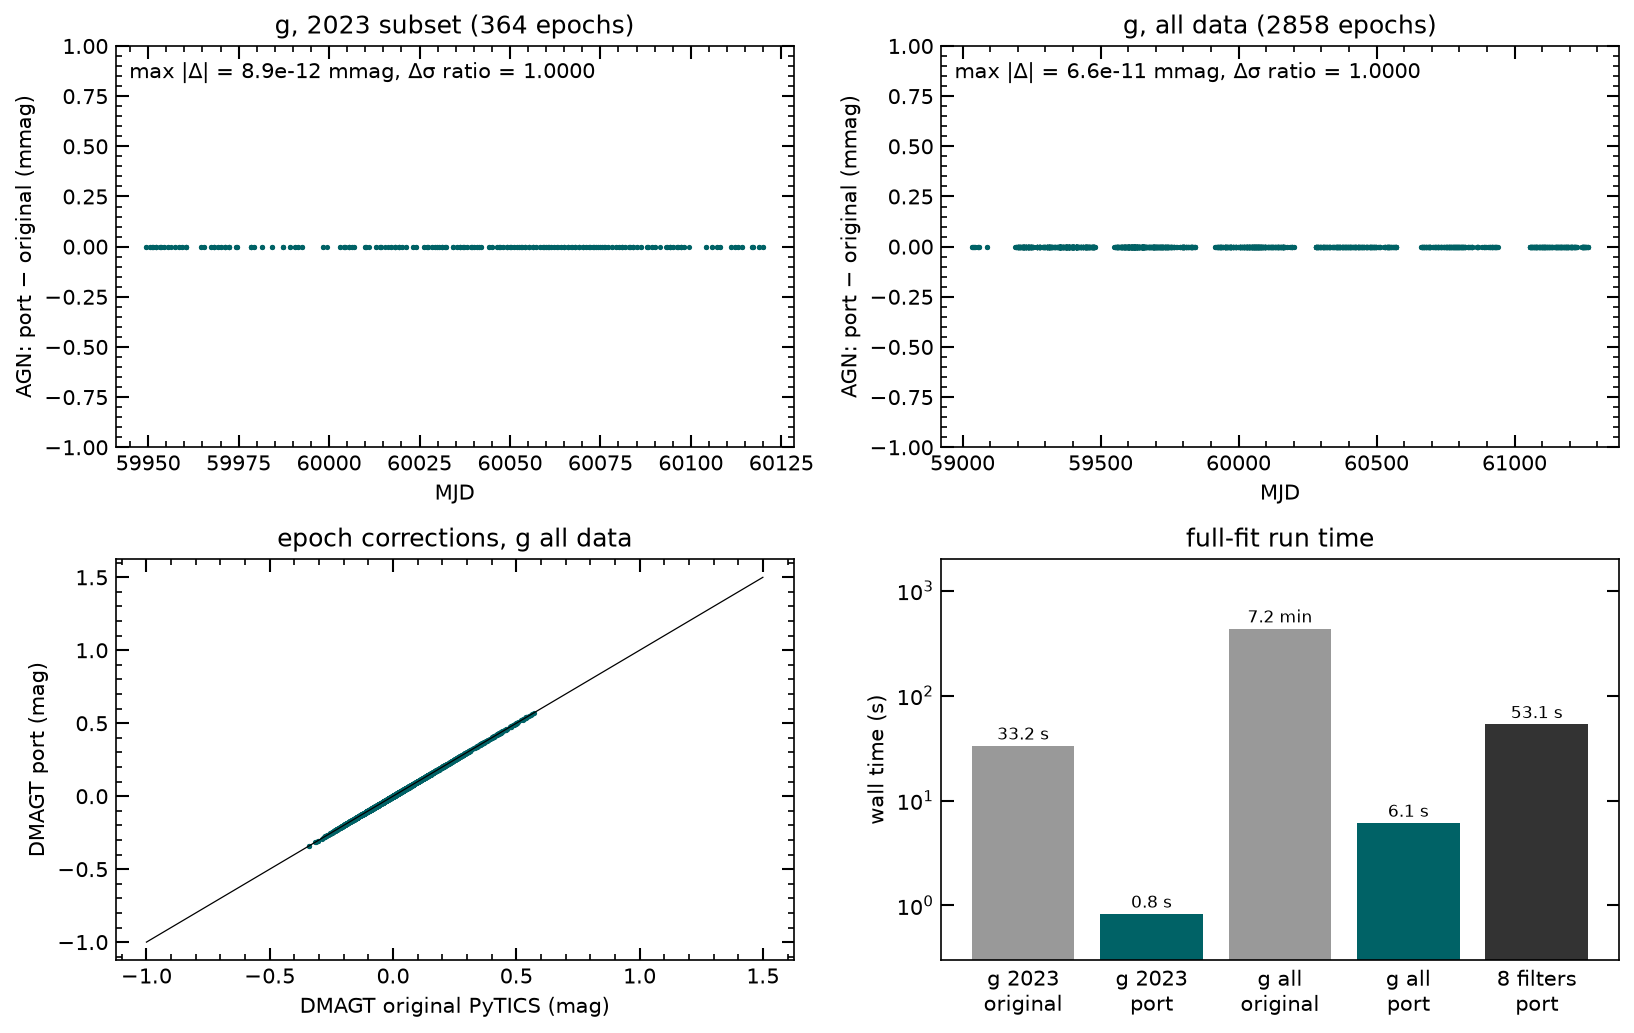 g, 2023 subset (364 epochs)
max |Δ| = 8.9e-12 mmag, Δσ ratio = 1.0000
AGN: port − original (mmag)
1.00
0.75
0.50
0.25
0.00
−0.25
−0.50
−0.75
−1.00
59950 59975 60000 60025 60050 60075 60100 60125
MJD
g, all data (2858 epochs)
max |Δ| = 6.6e-11 mmag, Δσ ratio = 1.0000
AGN: port − original (mmag)
1.00
0.75
0.50
0.25
0.00
−0.25
−0.50
−0.75
−1.00
59000 59500 60000 60500 61000
MJD
epoch corrections, g all data
DMAGT port (mag)
1.5
1.0
0.5
0.0
−0.5
−1.0
−1.0 −0.5 0.0 0.5 1.0 1.5
DMAGT original PyTICS (mag)
full-fit run time
wall time (s)
10³
10²
10¹
10⁰
33.2 s
0.8 s
7.2 min
6.1 s
53.1 s
g 2023 g 2023 g all g all 8 filters
original port original port port